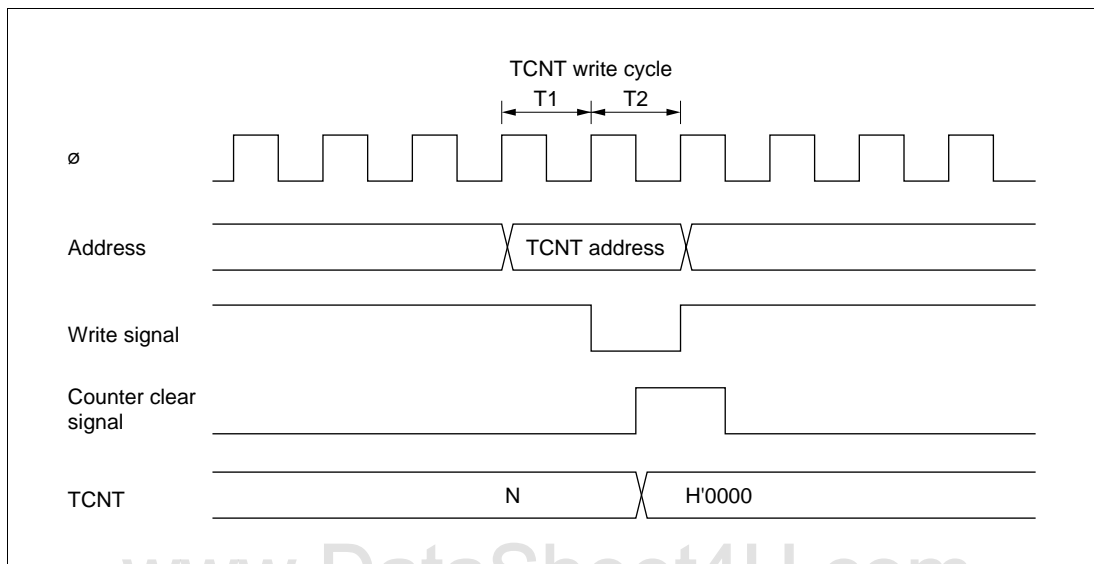 TCNT write cycle
T1 T2
ø
Address
TCNT address
Write signal
Counter clear
signal
TCNT
N
H'0000
www.DataSheet4U.com